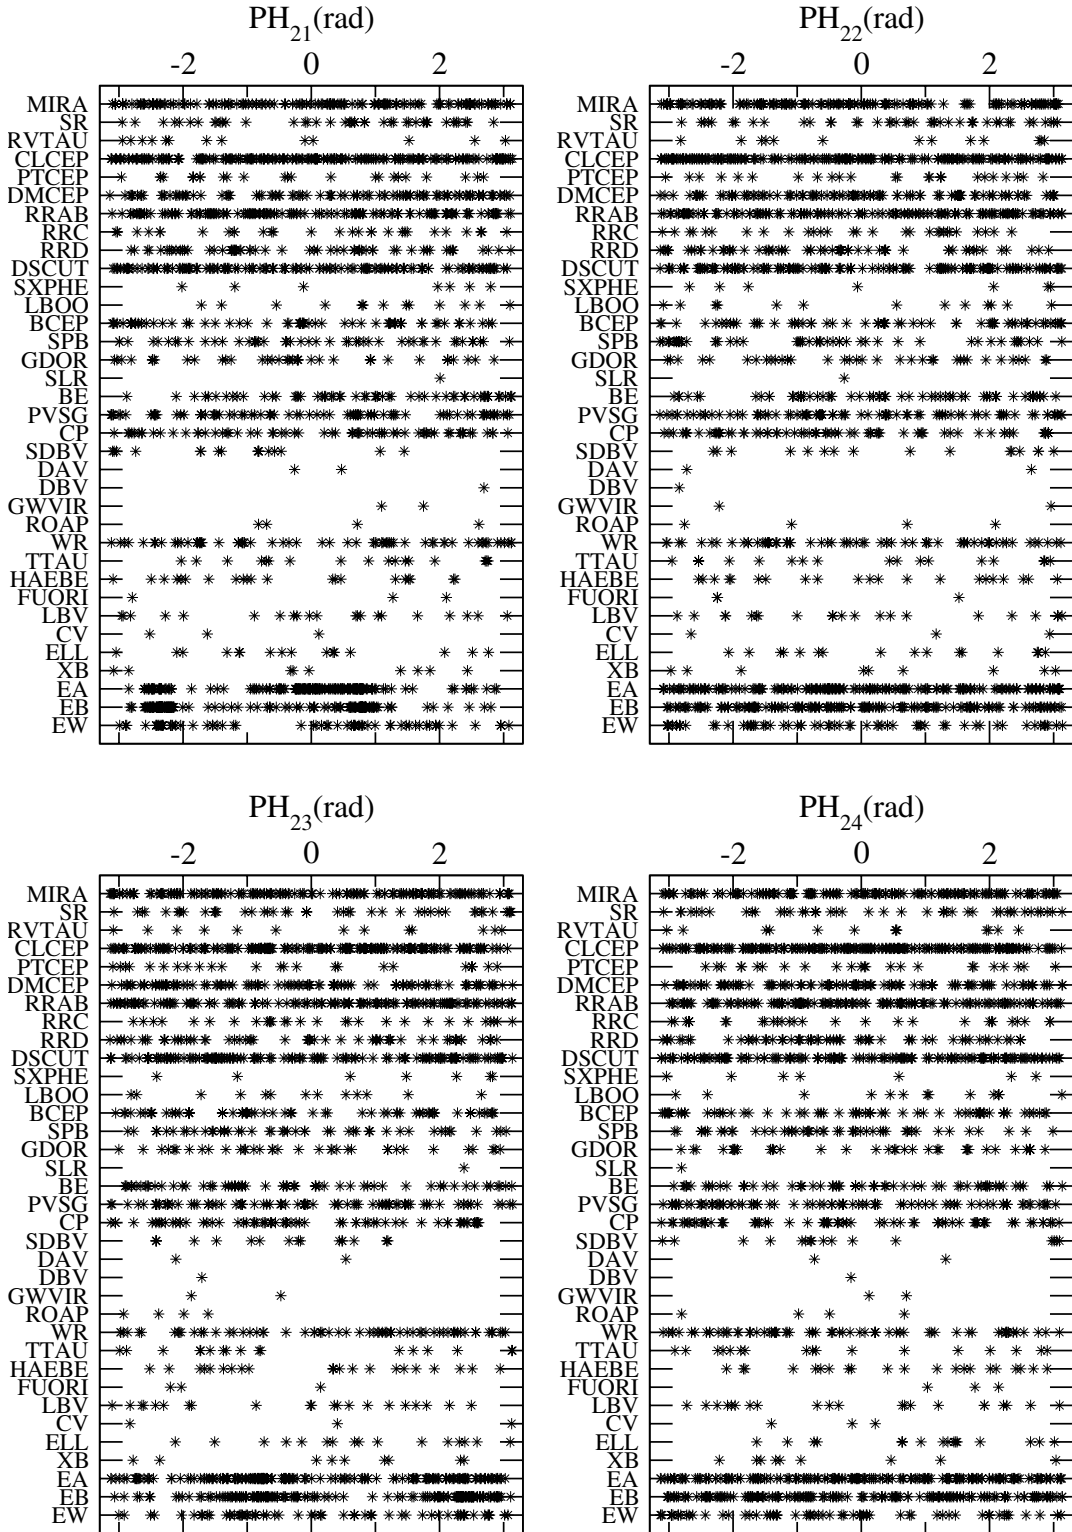 PH21(rad) PH22(rad)
-2 0 2 -2 0 2
MIRA MIRA
SR SR
RVTAU RVTAU
CLCEP CLCEP
PTCEP PTCEP
DMCEP DMCEP
RRAB RRAB
RRC RRC
RRD RRD
DSCUT DSCUT
SXPHE SXPHE
LBOO LBOO
BCEP BCEP
SPB SPB
GDOR GDOR
SLR SLR
BE BE
PVSG PVSG
CP CP
SDBV SDBV
DAV DAV
DBV DBV
GWVIR GWVIR
ROAP ROAP
WR WR
TTAU TTAU
HAEBE HAEBE
FUORI FUORI
LBV LBV
CV CV
ELL ELL
XB XB
EA EA
EB EB
EW EW
PH23(rad) PH24(rad)
-2 0 2 -2 0 2
MIRA MIRA
SR SR
RVTAU RVTAU
CLCEP CLCEP
PTCEP PTCEP
DMCEP DMCEP
RRAB RRAB
RRC RRC
RRD RRD
DSCUT DSCUT
SXPHE SXPHE
LBOO LBOO
BCEP BCEP
SPB SPB
GDOR GDOR
SLR SLR
BE BE
PVSG PVSG
CP CP
SDBV SDBV
DAV DAV
DBV DBV
GWVIR GWVIR
ROAP ROAP
WR WR
TTAU TTAU
HAEBE HAEBE
FUORI FUORI
LBV LBV
CV CV
ELL ELL
XB XB
EA EA
EB EB
EW EW